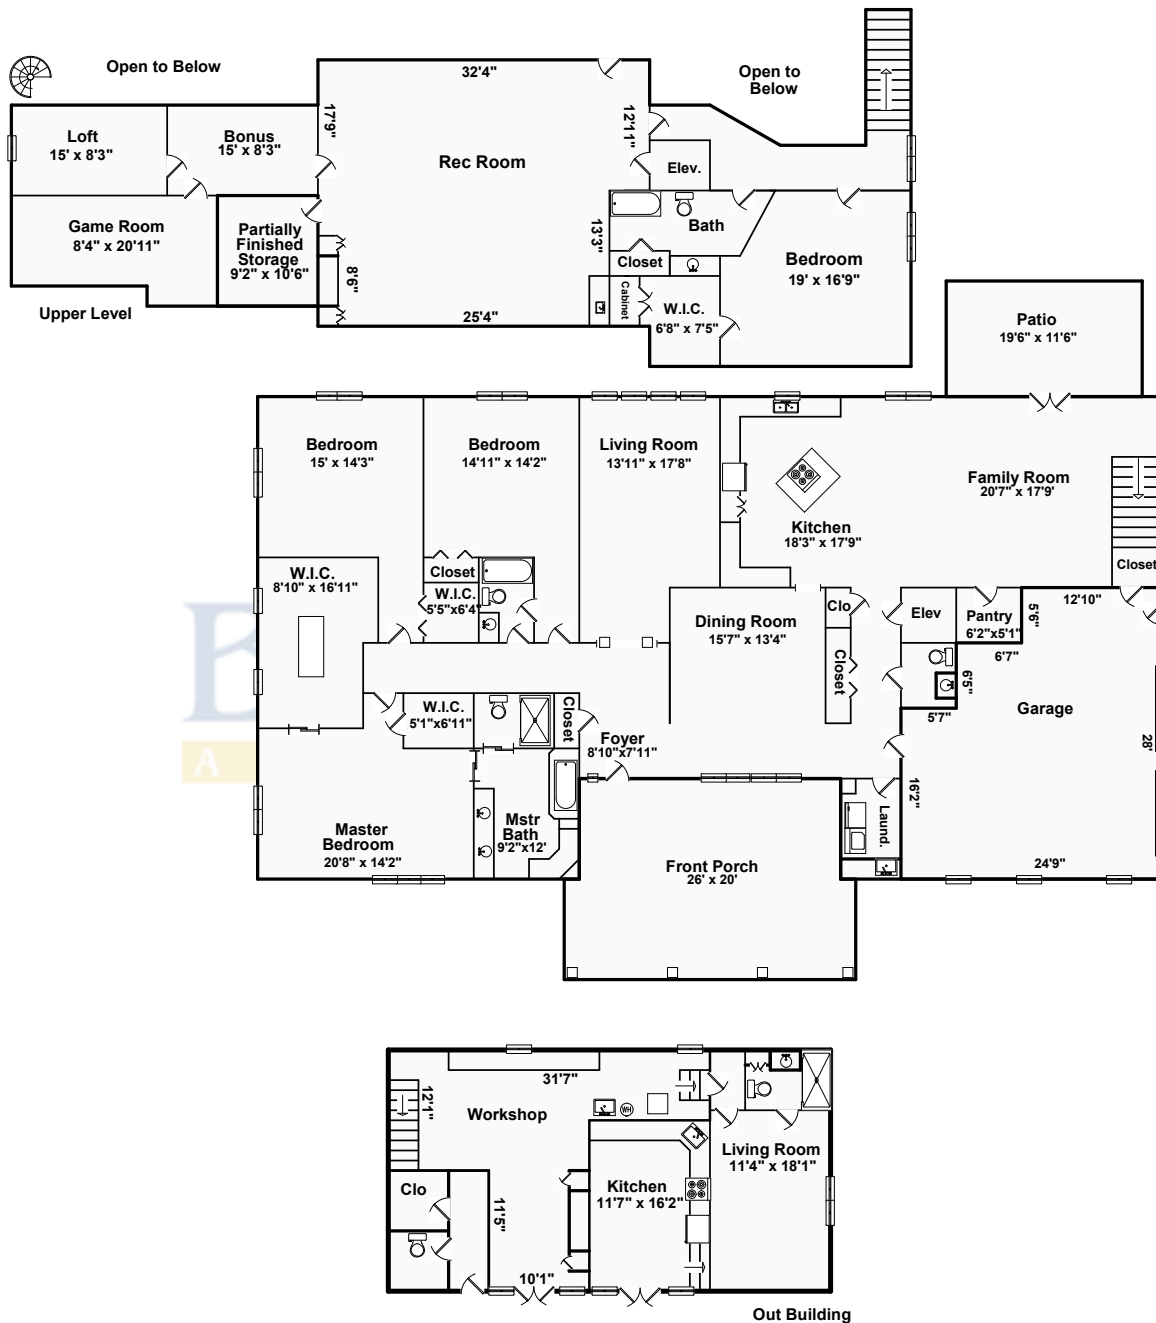 Open to Below
32'4"
Open to
Below
Loft
15' x 8'3"
Bonus
15' x 8'3"
17'9"
12'11"
Rec Room
Elev.
Game Room
8'4" x 20'11"
Partially
Finished
Storage
9'2" x 10'6"
13'3"
Bath
Closet
Bedroom
19' x 16'9"
8'6"
Cabinet
W.I.C.
6'8" x 7'5"
25'4"
Upper Level
Patio
19'6" x 11'6"
Bedroom
15' x 14'3"
Bedroom
14'11" x 14'2"
Living Room
13'11" x 17'8"
Family Room
20'7" x 17'9'
Kitchen
18'3" x 17'9"
W.I.C.
8'10" x 16'11"
Closet
W.I.C.
5'5"x6'4"
Closet
12'10"
Clo
Elev
Pantry
6'2"x5'1"
5'6"
Dining Room
15'7" x 13'4"
6'7"
Closet
6'5"
5'7"
W.I.C.
5'1"x6'11"
Closet
Foyer
8'10"x7'11"
Garage
28'
16'2"
Mstr
Bath
9'2"x12'
Laund.
Master
Bedroom
20'8" x 14'2"
Front Porch
26' x 20'
24'9"
B
A
31'7"
12'1"
Workshop
WH
Living Room
11'4" x 18'1"
Clo
11'5"
Kitchen
11'7" x 16'2"
10'1"
Out Building